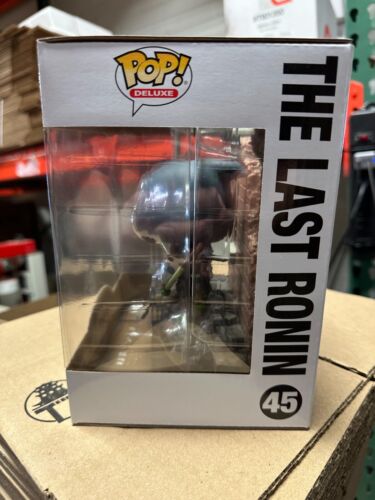 POP!
DELUXE
THE LAST RONIN
45